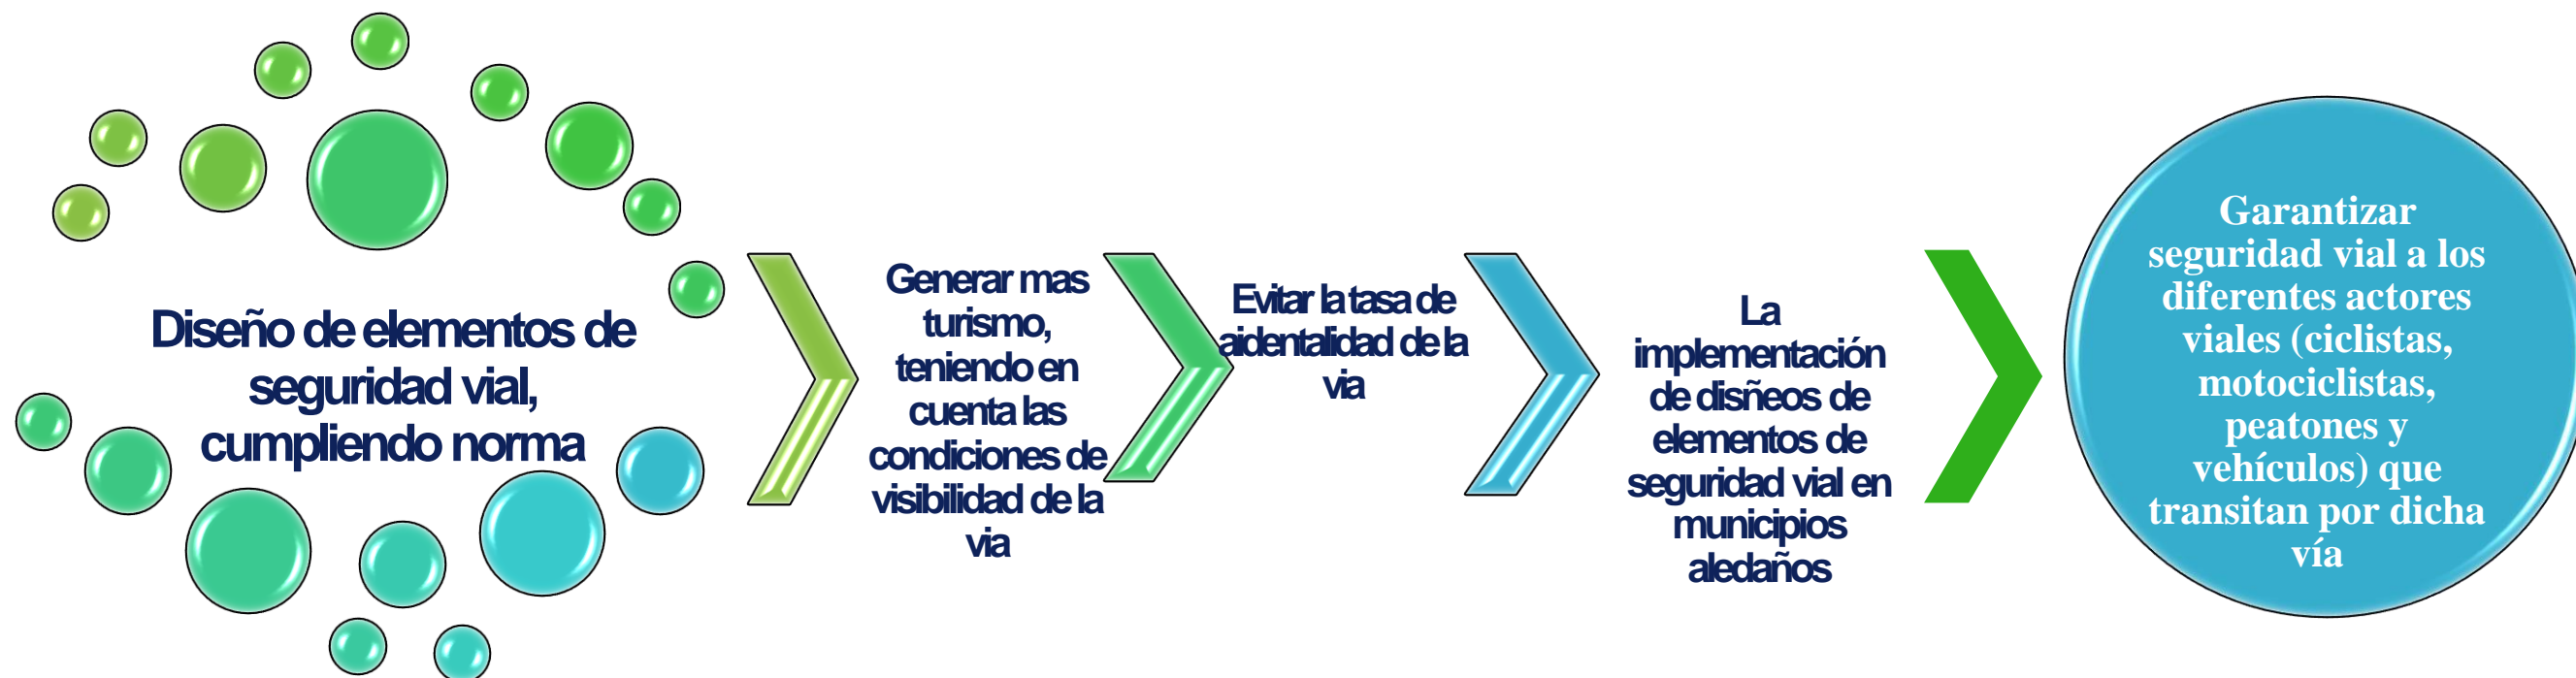 Diseño de elementos de
seguridad vial,
cumpliendo norma
Generar mas
turismo,
teniendo en
cuenta las
condiciones de
visibilidad de la
via
Evitar la tasa de
aidentalidad de la
via
La
implementación
de disñeos de
elementos de
seguridad vial en
municipios
aledaños
Garantizar
seguridad vial a los
diferentes actores
viales (ciclistas,
motociclistas,
peatones y
vehículos) que
transitan por dicha
vía